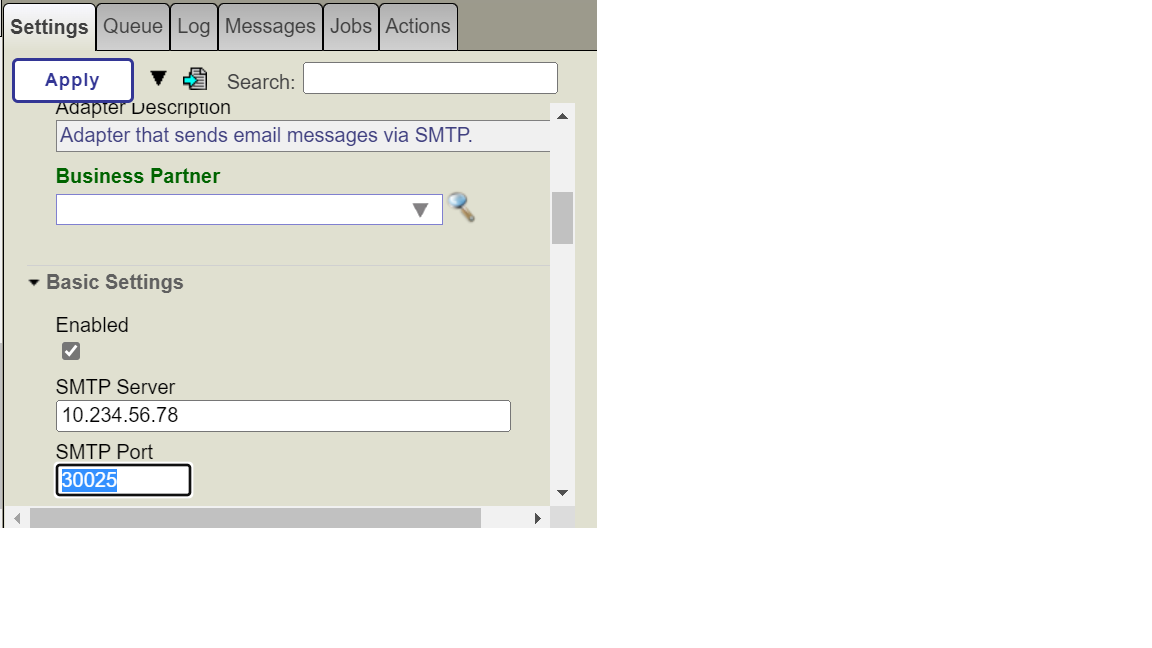 Settings Queue Log Messages Jobs Actions
Apply Search:
Adapter Description
Adapter that sends email messages via SMTP.
Business Partner
Basic Settings
Enabled
SMTP Server
10.234.56.78
SMTP Port
30025